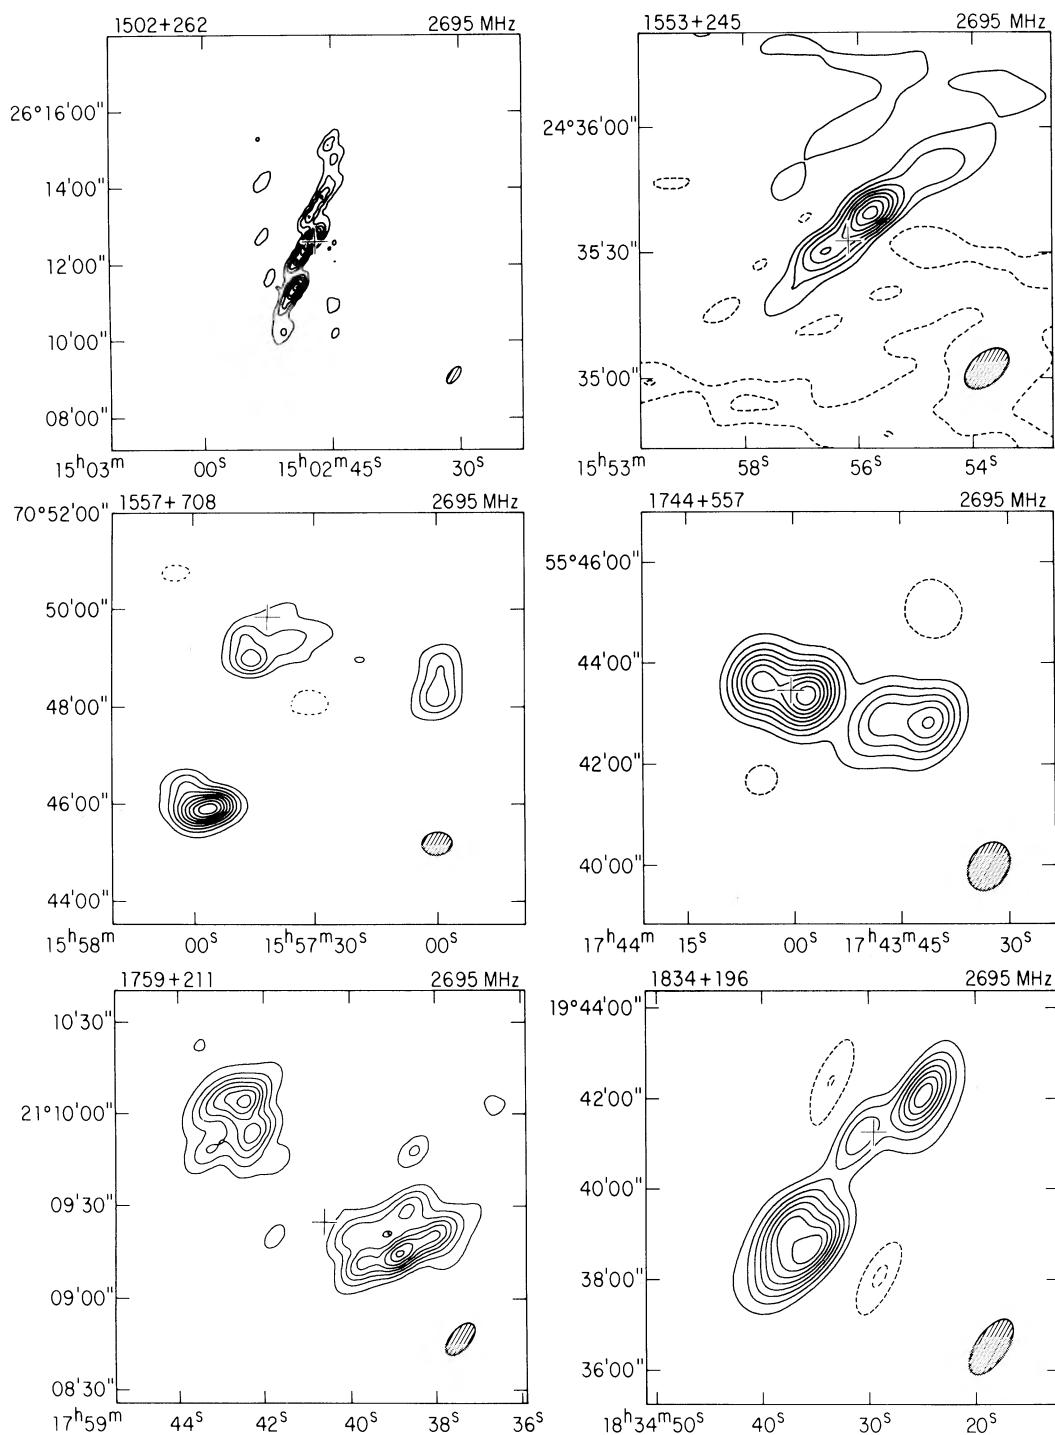 1502+262 2695 MHz
26°16'00"
14'00"
12'00"
10'00"
08'00"
15ʰ03ᵐ 00ˢ 15ʰ02ᵐ45ˢ 30ˢ
1553+245 2695 MHz
24°36'00"
35'30"
35'00"
15ʰ53ᵐ 58ˢ 56ˢ 54ˢ
1557+708 2695 MHz
70°52'00"
50'00"
48'00"
46'00"
44'00"
15ʰ58ᵐ 00ˢ 15ʰ57ᵐ30ˢ 00ˢ
1744+557 2695 MHz
55°46'00"
44'00"
42'00"
40'00"
17ʰ44ᵐ 15ˢ 00ˢ 17ʰ43ᵐ45ˢ 30ˢ
1759+211 2695 MHz
10'30"
21°10'00"
09'30"
09'00"
08'30"
17ʰ59ᵐ 44ˢ 42ˢ 40ˢ 38ˢ 36ˢ
1834+196 2695 MHz
19°44'00"
42'00"
40'00"
38'00"
36'00"
18ʰ34ᵐ50ˢ 40ˢ 30ˢ 20ˢ